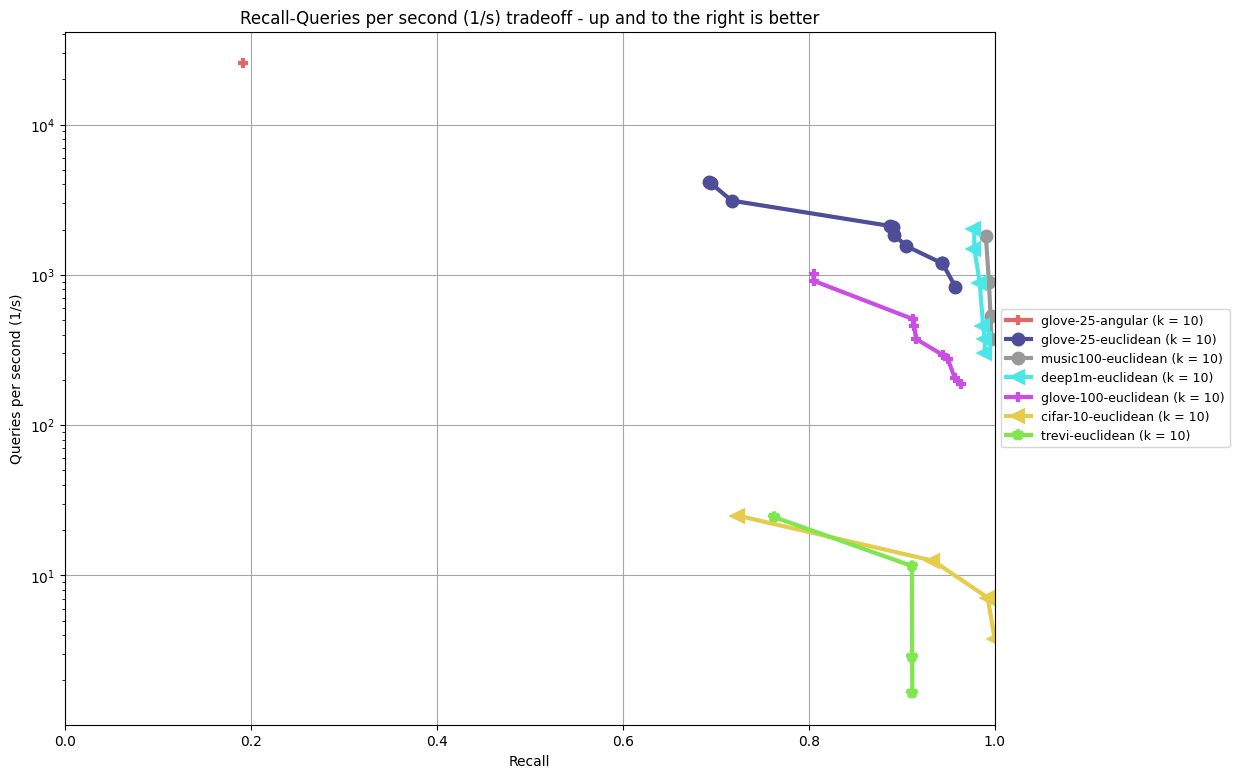 Recall-Queries per second (1/s) tradeoff - up and to the right is better
10⁴
10³
10²
10¹
Queries per second (1/s)
0.0 0.2 0.4 0.6 0.8 1.0
Recall
glove-25-angular (k = 10)
glove-25-euclidean (k = 10)
music100-euclidean (k = 10)
deep1m-euclidean (k = 10)
glove-100-euclidean (k = 10)
cifar-10-euclidean (k = 10)
trevi-euclidean (k = 10)